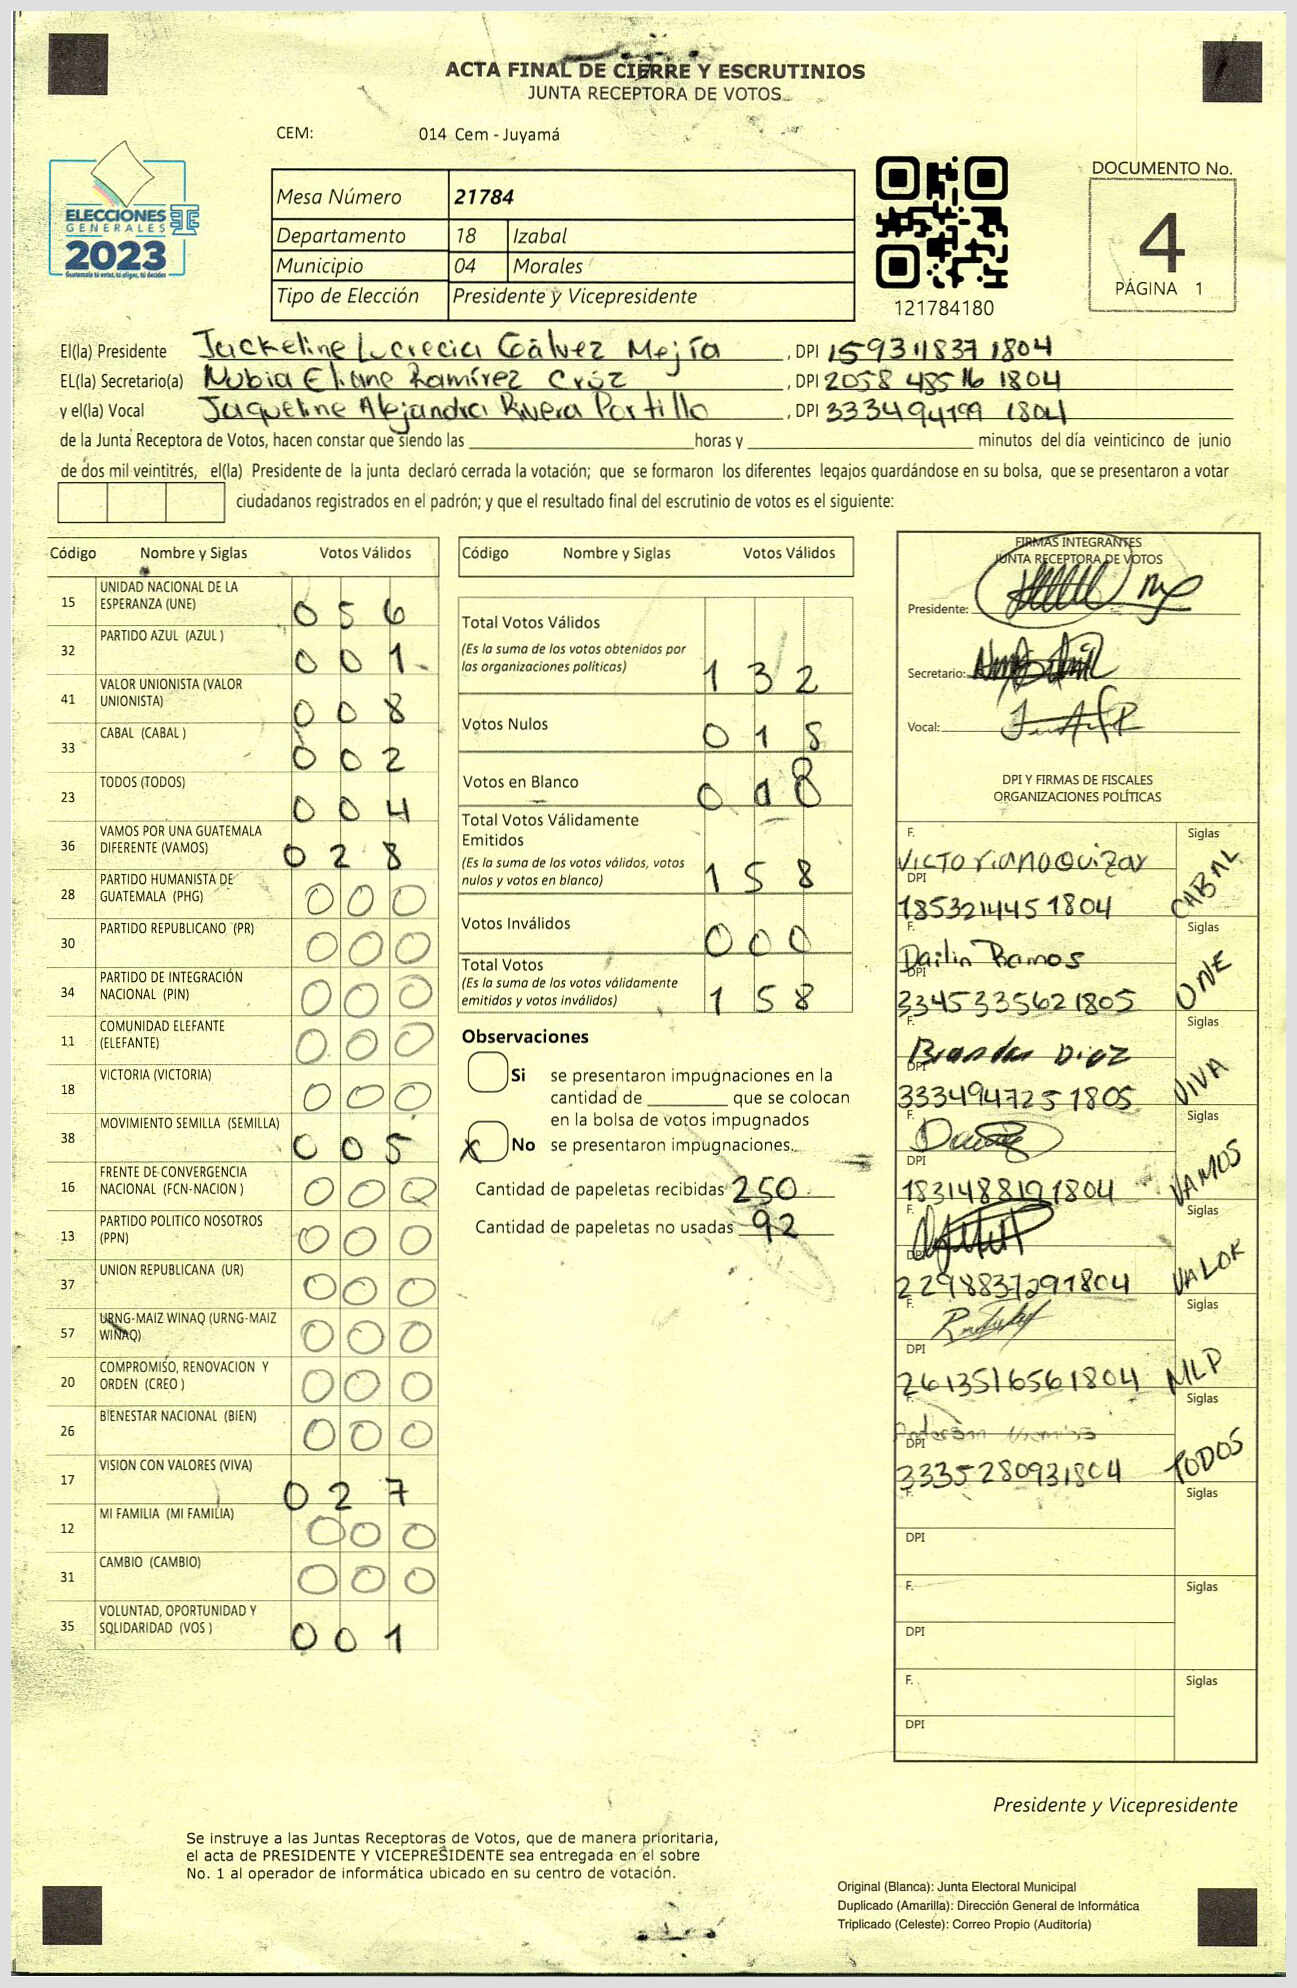 ACTA FINAL DE CIERRE Y ESCRUTINIOS
JUNTA RECEPTORA DE VOTOS
CEM: 014 Cem - Juyamá
ELECCIONES
GENERALES
2023
Guatemala tú votas, tú eliges, tú decides
Mesa Número 21784
Departamento 18 Izabal
Municipio 04 Morales
Tipo de Elección Presidente y Vicepresidente
121784180
DOCUMENTO No.
4
PÁGINA 1
El(la) Presidente Jackeline Lucrecia Gálvez Mejía , DPI 159311837 1804
EL(la) Secretario(a) Nubia Eliane Ramírez Crúz , DPI 2058 48516 1804
y el(la) Vocal Jaqueline Alejandra Rivera Portillo , DPI 333494799 1804
de la Junta Receptora de Votos, hacen constar que siendo las horas y minutos del día veinticinco de junio
de dos mil veintitrés, el(la) Presidente de la junta declaró cerrada la votación; que se formaron los diferentes legajos guardándose en su bolsa, que se presentaron a votar
ciudadanos registrados en el padrón; y que el resultado final del escrutinio de votos es el siguiente:
Código Nombre y Siglas Votos Válidos
15 UNIDAD NACIONAL DE LA
ESPERANZA (UNE) 0 5 6
32 PARTIDO AZUL (AZUL ) 0 0 1
41 VALOR UNIONISTA (VALOR
UNIONISTA) 0 0 8
33 CABAL (CABAL ) 0 0 2
23 TODOS (TODOS) 0 0 4
36 VAMOS POR UNA GUATEMALA
DIFERENTE (VAMOS) 0 2 8
28 PARTIDO HUMANISTA DE
GUATEMALA (PHG) 0 0 0
30 PARTIDO REPUBLICANO (PR) 0 0 0
34 PARTIDO DE INTEGRACIÓN
NACIONAL (PIN) 0 0 0
11 COMUNIDAD ELEFANTE
(ELEFANTE) 0 0 0
18 VICTORIA (VICTORIA) 0 0 0
38 MOVIMIENTO SEMILLA (SEMILLA) 0 0 5
16 FRENTE DE CONVERGENCIA
NACIONAL (FCN-NACION ) 0 0 0
13 PARTIDO POLITICO NOSOTROS
(PPN) 0 0 0
37 UNION REPUBLICANA (UR) 0 0 0
57 URNG-MAIZ WINAQ (URNG-MAIZ
WINAQ) 0 0 0
20 COMPROMISO, RENOVACION Y
ORDEN (CREO ) 0 0 0
26 BIENESTAR NACIONAL (BIEN) 0 0 0
17 VISION CON VALORES (VIVA) 0 2 7
12 MI FAMILIA (MI FAMILIA) 0 0 0
31 CAMBIO (CAMBIO) 0 0 0
35 VOLUNTAD, OPORTUNIDAD Y
SOLIDARIDAD (VOS ) 0 0 1
Código Nombre y Siglas Votos Válidos
Total Votos Válidos
(Es la suma de los votos obtenidos por
las organizaciones políticas) 1 3 2
Votos Nulos 0 1 8
Votos en Blanco 0 0 8
Total Votos Válidamente
Emitidos
(Es la suma de los votos válidos, votos
nulos y votos en blanco) 1 5 8
Votos Inválidos 0 0 0
Total Votos
(Es la suma de los votos válidamente
emitidos y votos inválidos) 1 5 8
Observaciones
Si se presentaron impugnaciones en la
cantidad de que se colocan
en la bolsa de votos impugnados
X No se presentaron impugnaciones.
Cantidad de papeletas recibidas 250
Cantidad de papeletas no usadas 92
FIRMAS INTEGRANTES
JUNTA RECEPTORA DE VOTOS
Presidente:
Secretario:
Vocal:
DPI Y FIRMAS DE FISCALES
ORGANIZACIONES POLÍTICAS
F. Siglas
Victoriano Quizar
DPI
1853214451804 CABAL
F. Siglas
Dailin Ramos
DPI
3345335621805 UNE
F. Siglas
Brandon Diaz
DPI
3334947251805 VIVA
F. Siglas
DPI
1831488191804 VAMOS
F. Siglas
DPI
2298837291804 VALOR
F. Siglas
DPI
2613516561804 MLP
F. Siglas
Anderson
DPI
3335280931804 TODOS
F. Siglas
DPI
F. Siglas
DPI
F. Siglas
DPI
Presidente y Vicepresidente
Se instruye a las Juntas Receptoras de Votos, que de manera prioritaria,
el acta de PRESIDENTE Y VICEPRESIDENTE sea entregada en el sobre
No. 1 al operador de informática ubicado en su centro de votación.
Original (Blanca): Junta Electoral Municipal
Duplicado (Amarilla): Dirección General de Informática
Triplicado (Celeste): Correo Propio (Auditoría)